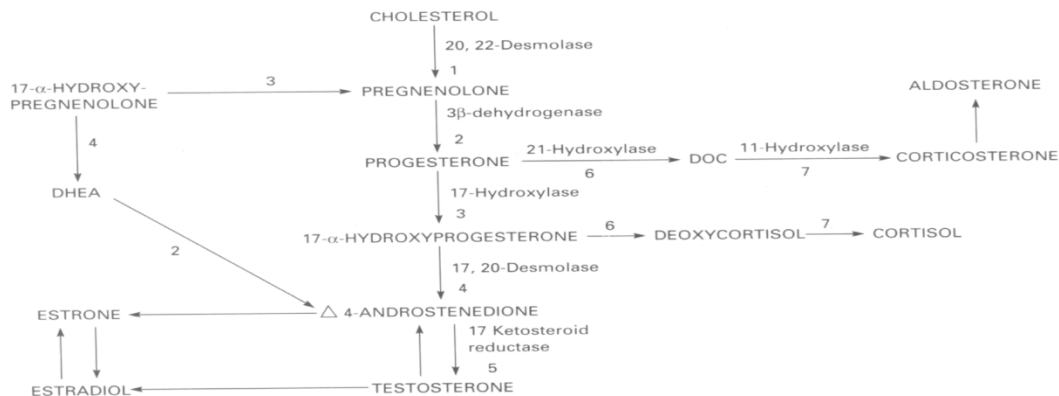 CHOLESTEROL
20, 22-Desmolase
1
17-α-HYDROXY-
PREGNENOLONE
3
PREGNENOLONE
ALDOSTERONE
3β-dehydrogenase
2
4
PROGESTERONE
21-Hydroxylase
6
DOC
11-Hydroxylase
7
CORTICOSTERONE
DHEA
17-Hydroxylase
3
2
17-α-HYDROXYPROGESTERONE
6
DEOXYCORTISOL
7
CORTISOL
17, 20-Desmolase
4
ESTRONE
△ 4-ANDROSTENEDIONE
17 Ketosteroid
reductase
5
ESTRADIOL
TESTOSTERONE